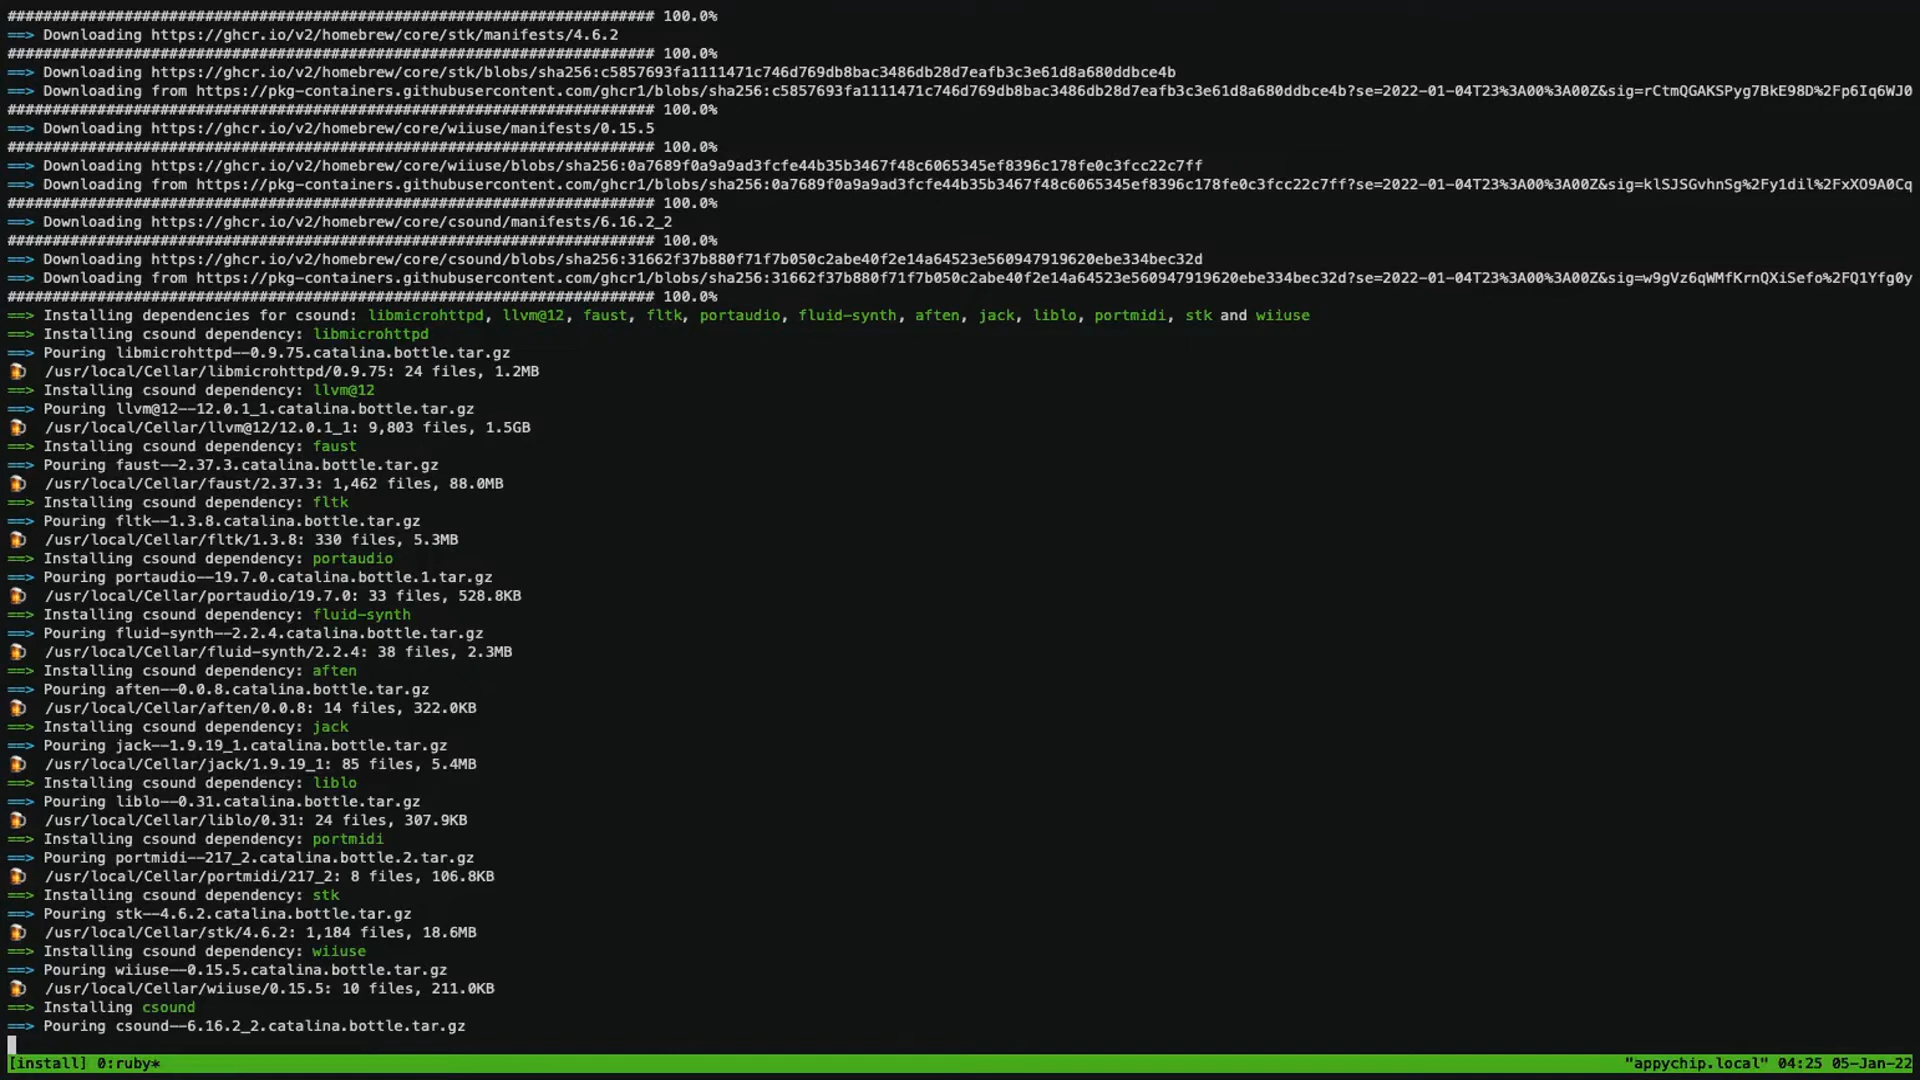 ######################################################################## 100.0%
==> Downloading https://ghcr.io/v2/homebrew/core/stk/manifests/4.6.2
######################################################################## 100.0%
==> Downloading https://ghcr.io/v2/homebrew/core/stk/blobs/sha256:c5857693fa1111471c746d769db8bac3486db28d7eafb3c3e61d8a680ddbce4b
==> Downloading from https://pkg-containers.githubusercontent.com/ghcr1/blobs/sha256:c5857693fa1111471c746d769db8bac3486db28d7eafb3c3e61d8a680ddbce4b?se=2022-01-04T23%3A00%3A00Z&sig=rCtmQGAKSPyg7BkE98D%2Fp6Iq6WJ0
######################################################################## 100.0%
==> Downloading https://ghcr.io/v2/homebrew/core/wiiuse/manifests/0.15.5
######################################################################## 100.0%
==> Downloading https://ghcr.io/v2/homebrew/core/wiiuse/blobs/sha256:0a7689f0a9a9ad3fcfe44b35b3467f48c6065345ef8396c178fe0c3fcc22c7ff
==> Downloading from https://pkg-containers.githubusercontent.com/ghcr1/blobs/sha256:0a7689f0a9a9ad3fcfe44b35b3467f48c6065345ef8396c178fe0c3fcc22c7ff?se=2022-01-04T23%3A00%3A00Z&sig=klSJSGvhnSg%2Fy1dil%2FxXO9A0Cq
######################################################################## 100.0%
==> Downloading https://ghcr.io/v2/homebrew/core/csound/manifests/6.16.2_2
######################################################################## 100.0%
==> Downloading https://ghcr.io/v2/homebrew/core/csound/blobs/sha256:31662f37b880f71f7b050c2abe40f2e14a64523e560947919620ebe334bec32d
==> Downloading from https://pkg-containers.githubusercontent.com/ghcr1/blobs/sha256:31662f37b880f71f7b050c2abe40f2e14a64523e560947919620ebe334bec32d?se=2022-01-04T23%3A00%3A00Z&sig=w9gVz6qWMfKrnQXiSefo%2FQ1Yfg0y
######################################################################## 100.0%
==> Installing dependencies for csound: libmicrohttpd, llvm@12, faust, fltk, portaudio, fluid-synth, aften, jack, liblo, portmidi, stk and wiiuse
==> Installing csound dependency: libmicrohttpd
==> Pouring libmicrohttpd--0.9.75.catalina.bottle.tar.gz
🍺  /usr/local/Cellar/libmicrohttpd/0.9.75: 24 files, 1.2MB
==> Installing csound dependency: llvm@12
==> Pouring llvm@12--12.0.1_1.catalina.bottle.tar.gz
🍺  /usr/local/Cellar/llvm@12/12.0.1_1: 9,803 files, 1.5GB
==> Installing csound dependency: faust
==> Pouring faust--2.37.3.catalina.bottle.tar.gz
🍺  /usr/local/Cellar/faust/2.37.3: 1,462 files, 88.0MB
==> Installing csound dependency: fltk
==> Pouring fltk--1.3.8.catalina.bottle.tar.gz
🍺  /usr/local/Cellar/fltk/1.3.8: 330 files, 5.3MB
==> Installing csound dependency: portaudio
==> Pouring portaudio--19.7.0.catalina.bottle.1.tar.gz
🍺  /usr/local/Cellar/portaudio/19.7.0: 33 files, 528.8KB
==> Installing csound dependency: fluid-synth
==> Pouring fluid-synth--2.2.4.catalina.bottle.tar.gz
🍺  /usr/local/Cellar/fluid-synth/2.2.4: 38 files, 2.3MB
==> Installing csound dependency: aften
==> Pouring aften--0.0.8.catalina.bottle.tar.gz
🍺  /usr/local/Cellar/aften/0.0.8: 14 files, 322.0KB
==> Installing csound dependency: jack
==> Pouring jack--1.9.19_1.catalina.bottle.tar.gz
🍺  /usr/local/Cellar/jack/1.9.19_1: 85 files, 5.4MB
==> Installing csound dependency: liblo
==> Pouring liblo--0.31.catalina.bottle.tar.gz
🍺  /usr/local/Cellar/liblo/0.31: 24 files, 307.9KB
==> Installing csound dependency: portmidi
==> Pouring portmidi--217_2.catalina.bottle.2.tar.gz
🍺  /usr/local/Cellar/portmidi/217_2: 8 files, 106.8KB
==> Installing csound dependency: stk
==> Pouring stk--4.6.2.catalina.bottle.tar.gz
🍺  /usr/local/Cellar/stk/4.6.2: 1,184 files, 18.6MB
==> Installing csound dependency: wiiuse
==> Pouring wiiuse--0.15.5.catalina.bottle.tar.gz
🍺  /usr/local/Cellar/wiiuse/0.15.5: 10 files, 211.0KB
==> Installing csound
==> Pouring csound--6.16.2_2.catalina.bottle.tar.gz
[install] 0:ruby* "appychip.local" 04:25 05-Jan-22